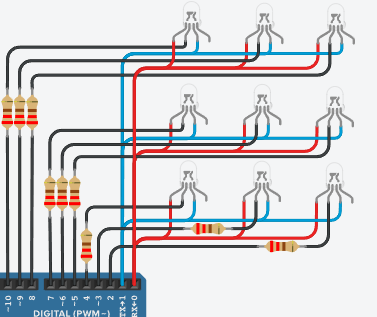 ~10 ~9 8 7 ~6 ~5 4 ~3 2 TX→1 RX←0
DIGITAL (PWM~)